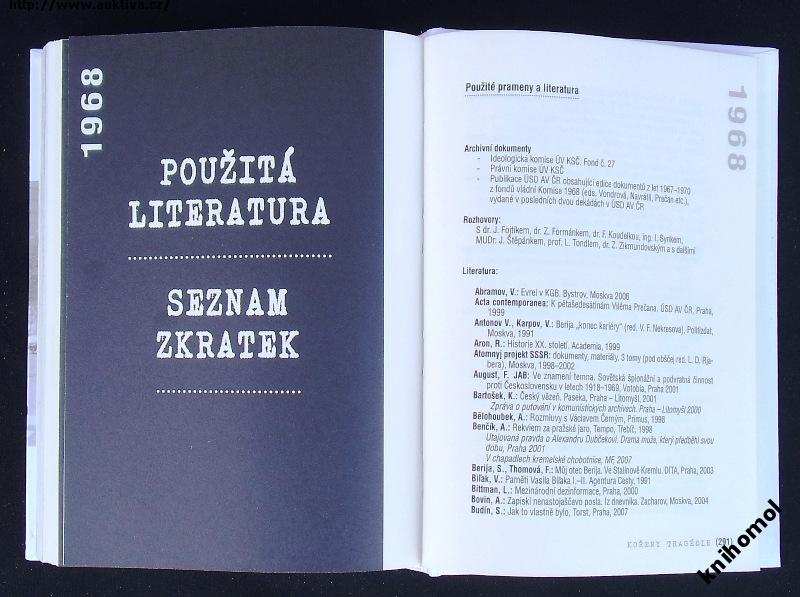 http://www.auktiva.cz/
1968
POUŽITÁ
LITERATURA
SEZNAM
ZKRATEK
1968
Použité prameny a literatura
Archivní dokumenty
- Ideologická komise ÚV KSČ. Fond č. 27
- Právní komise ÚV KSČ
- Publikace ÚSD AV ČR obsahující edice dokumentů z let 1967–1970
z fondů vládní Komise 1968 (eds. Vondrová, Navrátil, Prečan etc.),
vydané v posledních dvou dekádách v ÚSD AV ČR
Rozhovory:
S dr. J. Fojtíkem, dr. Z. Formánkem, dr. F. Koudelkou, ing. I. Synkem,
MUDr. J. Štěpánkem, prof. L. Tondlem, dr. Z. Zikmundovským a s dalšími
Literatura:
Abramov, V.: Evrei v KGB. Bystrov, Moskva 2006
Acta contemporanea: K pětašedesátinám Viléma Prečana. ÚSD AV ČR, Praha,
1999
Antonov V., Karpov, V.: Berija „konec kariéry" (red. V. F. Nekresova). Politizdat,
Moskva, 1991
Aron, R.: Historie XX. století. Academia, 1999
Atomnyj projekt SSSR: dokumenty, materiály. 3 tomy (pod obščej red. L. D. Rja-
bera), Moskva, 1998–2002
August, F. JAB: Ve znamení temna. Sovětská špionážní a podvratná činnost
proti Československu v letech 1918–1969, Votobia, Praha 2001
Bartošek, K.: Český vězeň. Paseka, Praha – Litomyšl, 2001
Zpráva o putování v komunistických archivech. Praha – Litomyšl 2000
Bělohoubek, A.: Rozmluvy s Václavem Černým, Primus, 1998
Benčík, A.: Rekviem za pražské jaro, Tempo, Třebíč, 1998
Utajovaná pravda o Alexandru Dubčekovi. Drama muže, který předběhl svou
dobu, Praha 2001
V chapadlech kremelské chobotnice, MF, 2007
Berija, S., Thomová, F.: Můj otec Berija. Ve Stalinově Kremlu. DITA, Praha, 2003
Biľak, V.: Paměti Vasila Biľaka I.–II. Agentura Cesty, 1991
Bittman, L.: Mezinárodní dezinformace, Praha, 2000
Bovin, A.: Zapiski nenastojaščevo posla. Iz dnevnika. Zacharov, Moskva, 2004
Budín, S.: Jak to vlastně bylo, Torst, Praha, 2007
KOŘENY TRAGÉDIE (291)
knihomol